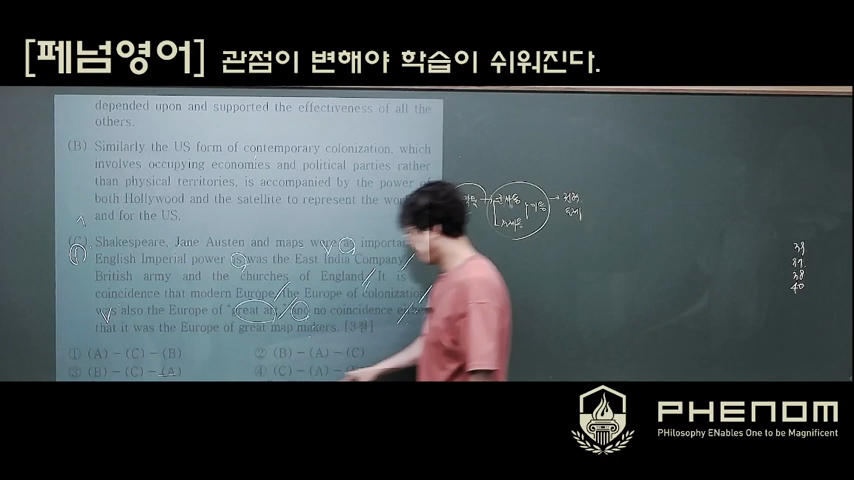 [페넘영어] 관점이 변해야 학습이 쉬워진다.
depended upon and supported the effectiveness of all the
others.
(B) Similarly the US form of contemporary colonization, which
involves occupying economies and political parties rather
than physical territories, is accompanied by the power of
both Hollywood and the satellite to represent the
and for the US.
(C) Shakespeare, Jane Austen and maps were as important
English Imperial power as was the East India Company
British army and the churches of England. It is
coincidence that modern Europe, the Europe of colonization
was also the Europe of "great art," and no coincidence
that it was the Europe of great map makers. [3점]
① (A) - (C) - (B)
② (B) - (A) - (C)
③ (B) - (C) - (A)
④ (C) - (A) -
37
38
40
PHENOM
PHilosophy ENables One to be Magnificent